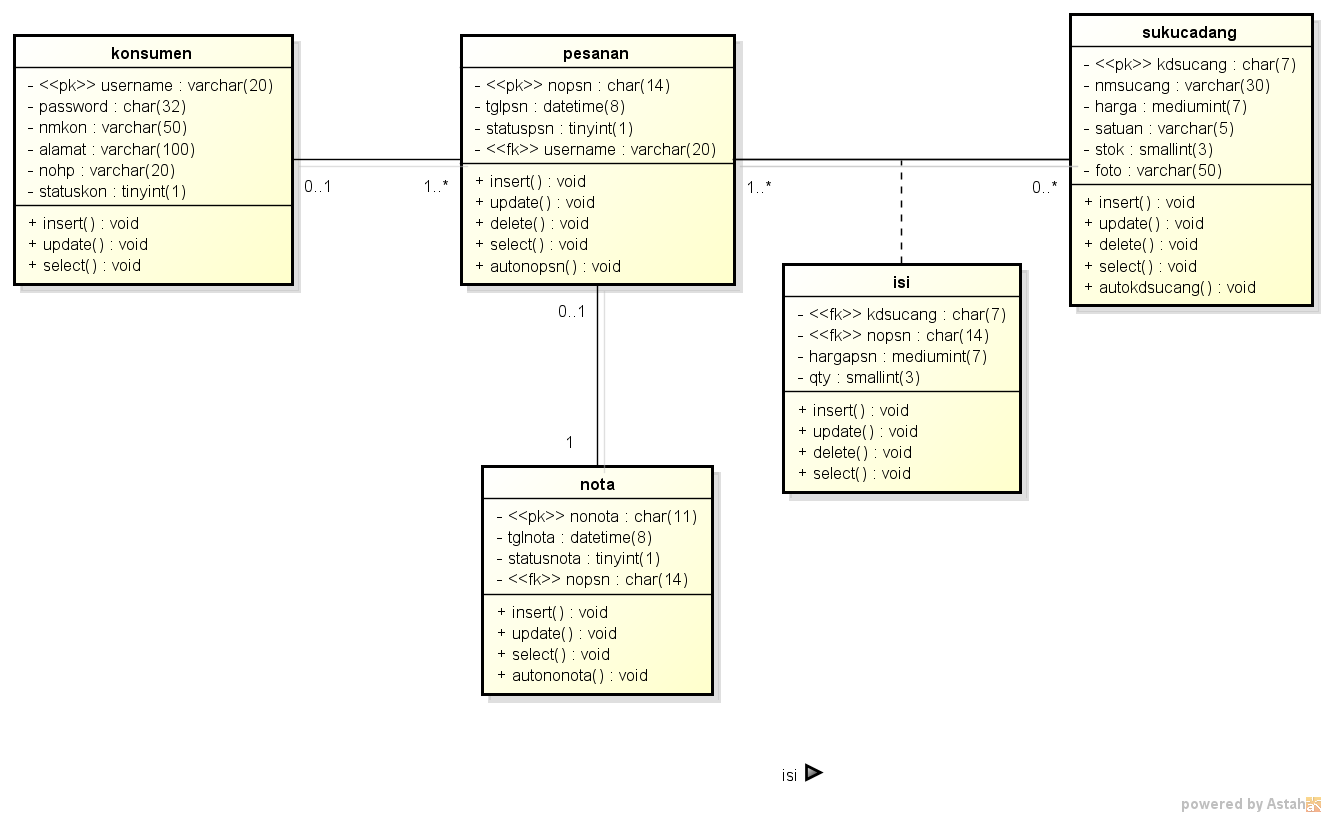 konsumen
- <<pk>> username : varchar(20)
- password : char(32)
- nmkon : varchar(50)
- alamat : varchar(100)
- nohp : varchar(20)
- statuskon : tinyint(1)
+ insert() : void
+ update() : void
+ select() : void
0..1
1..*
pesanan
- <<pk>> nopsn : char(14)
- tglpsn : datetime(8)
- statuspsn : tinyint(1)
- <<fk>> username : varchar(20)
+ insert() : void
+ update() : void
+ delete() : void
+ select() : void
+ autonopsn() : void
1..*
0..*
sukucadang
- <<pk>> kdsucang : char(7)
- nmsucang : varchar(30)
- harga : mediumint(7)
- satuan : varchar(5)
- stok : smallint(3)
- foto : varchar(50)
+ insert() : void
+ update() : void
+ delete() : void
+ select() : void
+ autokdsucang() : void
isi
- <<fk>> kdsucang : char(7)
- <<fk>> nopsn : char(14)
- hargapsn : mediumint(7)
- qty : smallint(3)
+ insert() : void
+ update() : void
+ delete() : void
+ select() : void
0..1
1
nota
- <<pk>> nonota : char(11)
- tglnota : datetime(8)
- statusnota : tinyint(1)
- <<fk>> nopsn : char(14)
+ insert() : void
+ update() : void
+ select() : void
+ autononota() : void
isi
powered by Astah